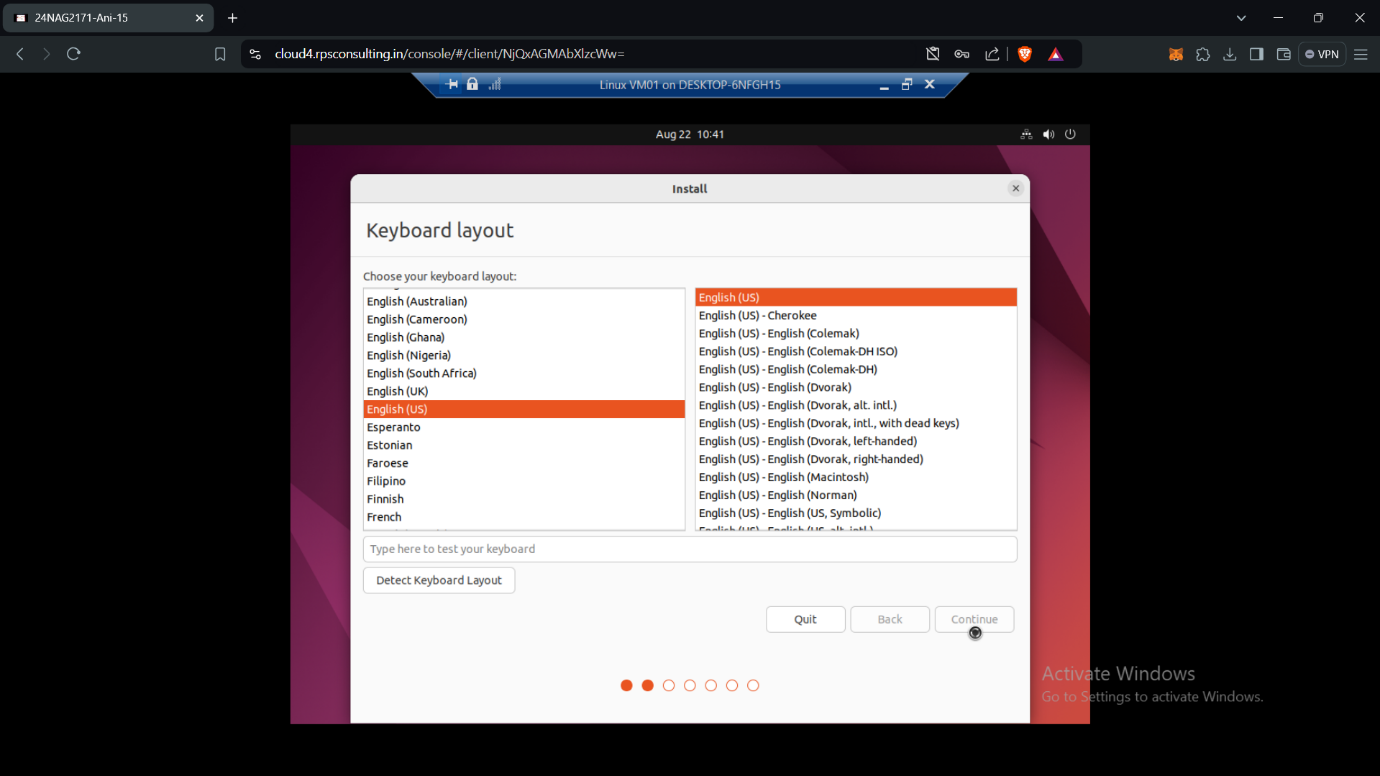 24NAG2171-Ani-15
cloud4.rpsconsulting.in/console/#/client/NjQxAGMAbXlzcWw=
VPN
Linux VM01 on DESKTOP-6NFGH15
Aug 22 10:41
Install
Keyboard layout
Choose your keyboard layout:
English (Australian)
English (Cameroon)
English (Ghana)
English (Nigeria)
English (South Africa)
English (UK)
English (US)
Esperanto
Estonian
Faroese
Filipino
Finnish
French
English (US)
English (US) - Cherokee
English (US) - English (Colemak)
English (US) - English (Colemak-DH ISO)
English (US) - English (Colemak-DH)
English (US) - English (Dvorak)
English (US) - English (Dvorak, alt. intl.)
English (US) - English (Dvorak, intl., with dead keys)
English (US) - English (Dvorak, left-handed)
English (US) - English (Dvorak, right-handed)
English (US) - English (Macintosh)
English (US) - English (Norman)
English (US) - English (US, Symbolic)
English (US) - English (US, alt. intl.)
Type here to test your keyboard
Detect Keyboard Layout
Quit
Back
Continue
Activate Windows
Go to Settings to activate Windows.